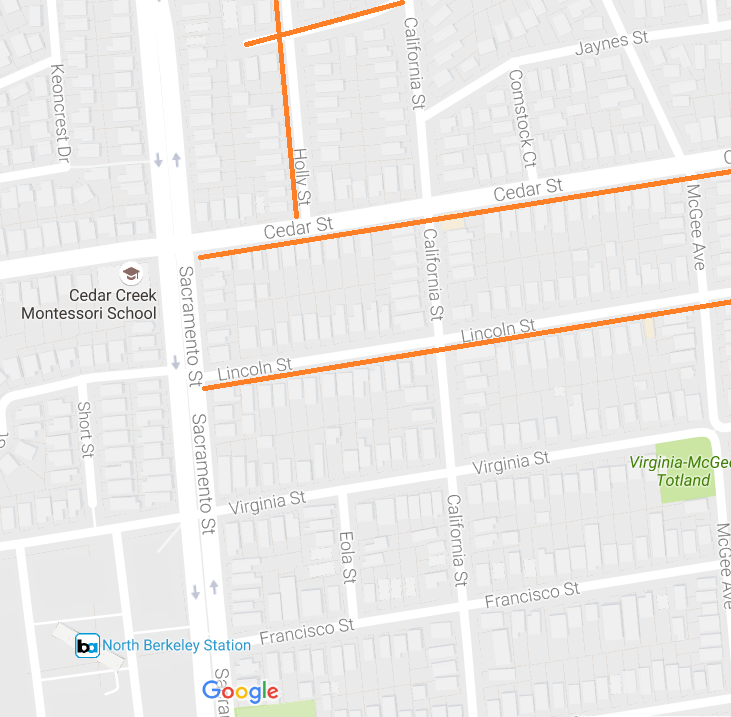 California St
Jaynes St
Keoncrest Dr
Comstock Ct
Holly St
Cedar St
Cedar St
McGee Ave
California St
Sacramento St
Cedar Creek
Montessori School
Lincoln St
Lincoln St
Short St
Sacramento St
Virginia St
Virginia-McGee
Totland
Virginia St
California St
Eola St
McGee Ave
Francisco St
Francisco St
ba
North Berkeley Station
Google